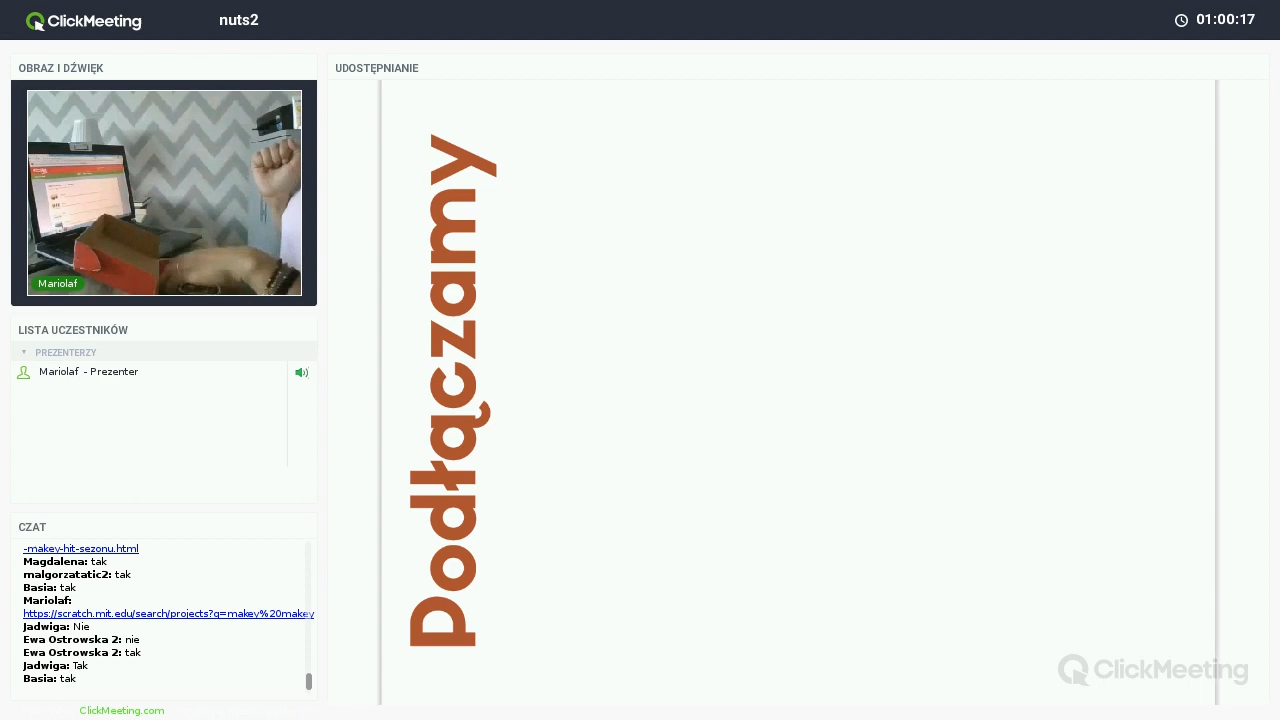 ClickMeeting
nuts2
01:00:17
OBRAZ I DŹWIĘK
Mariolaf
LISTA UCZESTNIKÓW
PREZENTERZY
Mariolaf - Prezenter
CZAT
-makey-hit-sezonu.html
Magdalena: tak
malgorzatatic2: tak
Basia: tak
Mariolaf:
https://scratch.mit.edu/search/projects?q=makey%20makey
Jadwiga: Nie
Ewa Ostrowska 2: nie
Ewa Ostrowska 2: tak
Jadwiga: Tak
Basia: tak
ClickMeeting.com
UDOSTĘPNIANIE
Podłączamy
ClickMeeting